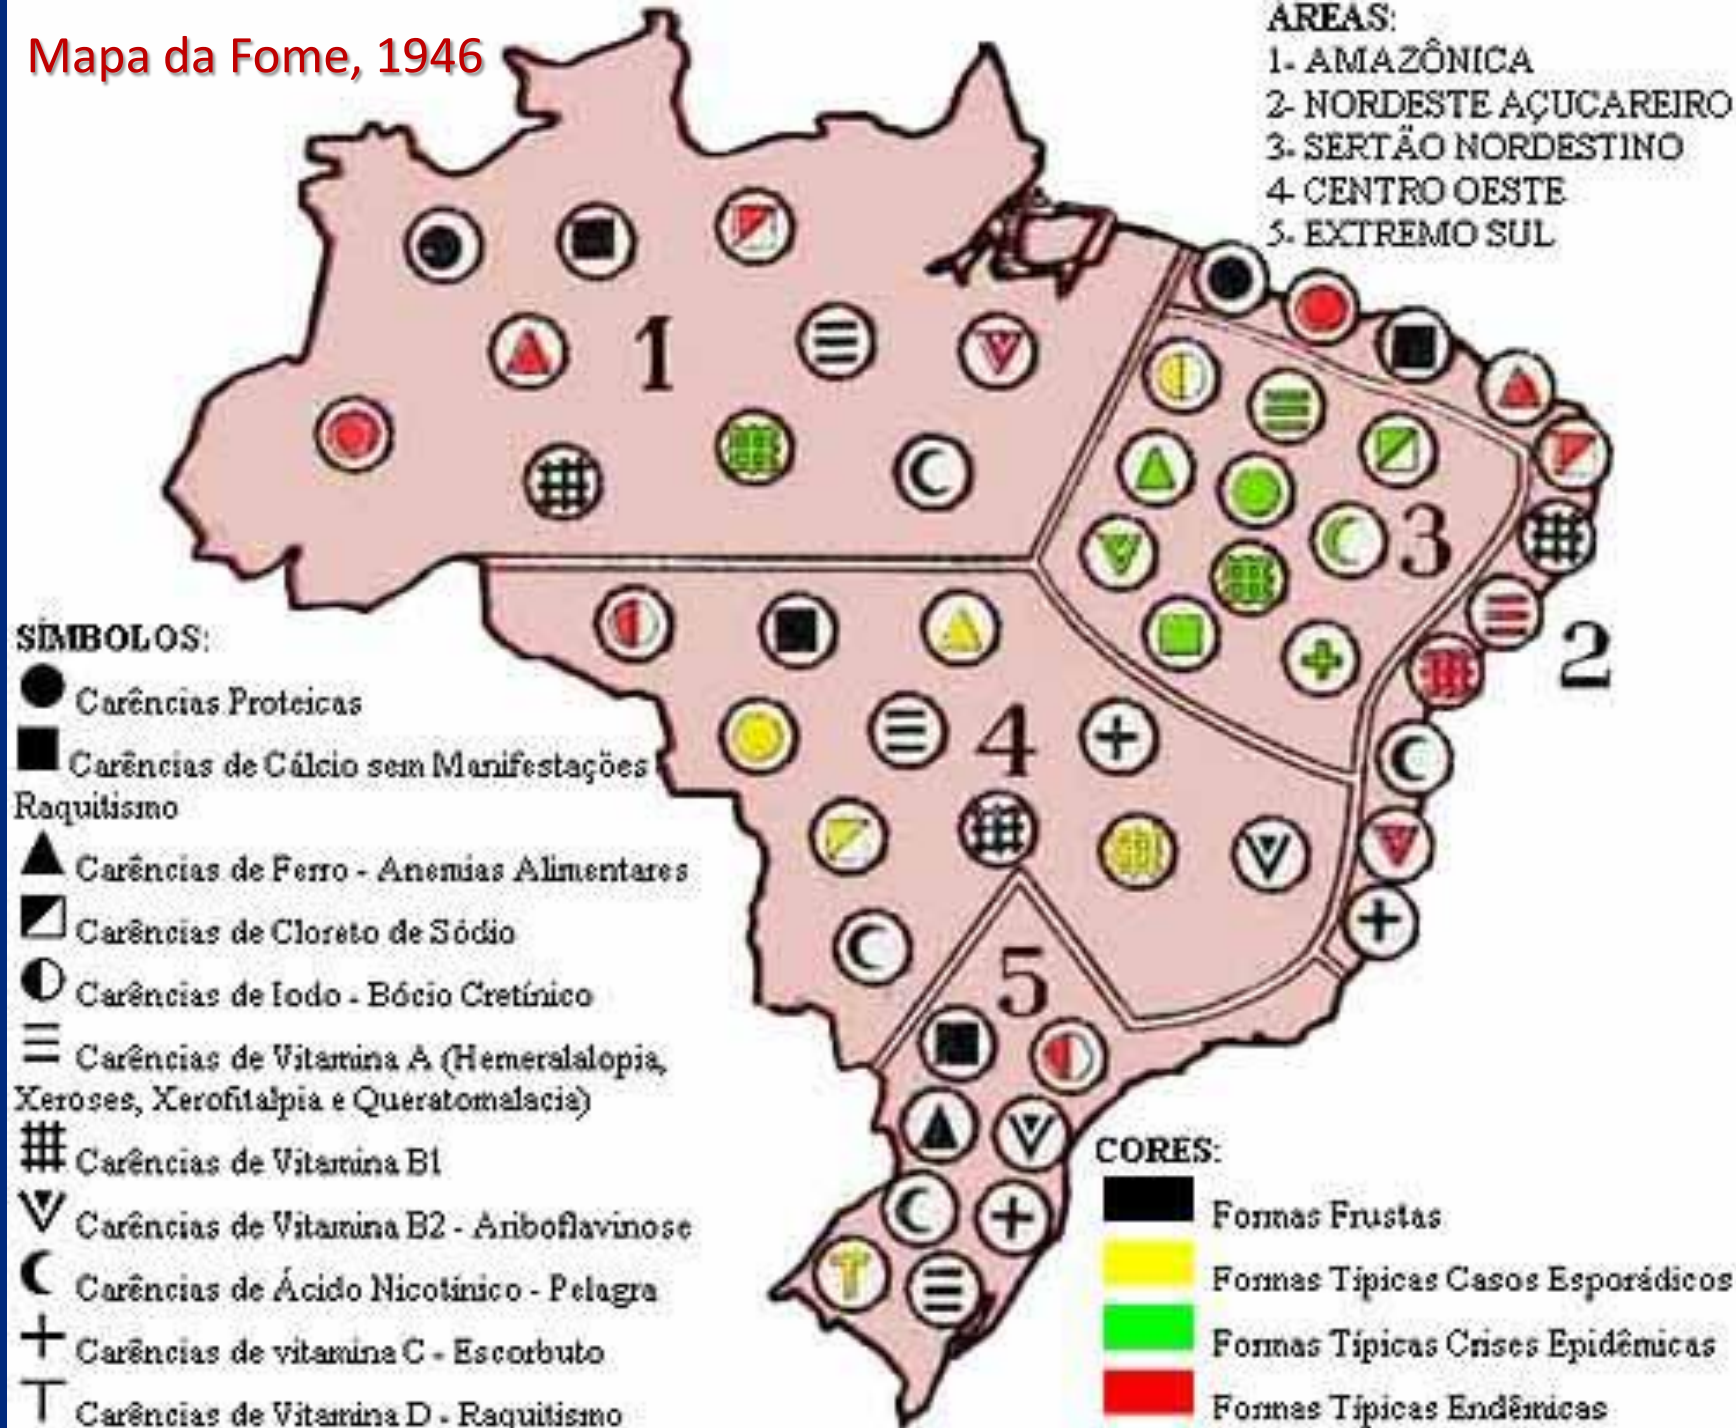 Mapa da Fome, 1946
AREAS:
1- AMAZÔNICA
2- NORDESTE AÇUCAREIRO
3- SERTÃO NORDESTINO
4 CENTRO OESTE
5- EXTREMO SUL
1
3
2
4
5
SÍMBOLOS:
Carências Proteicas
Carências de Cálcio sem Manifestações
Raquitismo
Carências de Ferro - Anemias Alimentares
Carências de Cloreto de Sódio
Carências de Iodo - Bócio Cretínico
Carências de Vitamina A (Hemeralalopia,
Xeroses, Xerofitalpia e Queratomalacia)
Carências de Vitamina B1
Carências de Vitamina B2 - Ariboflavinose
Carências de Ácido Nicotínico - Pelagra
Carências de vitamina C - Escorbuto
Carências de Vitamina D - Raquitismo
CORES:
Formas Frustas
Formas Típicas Casos Esporádicos
Formas Típicas Crises Epidêmicas
Formas Típicas Endêmicas